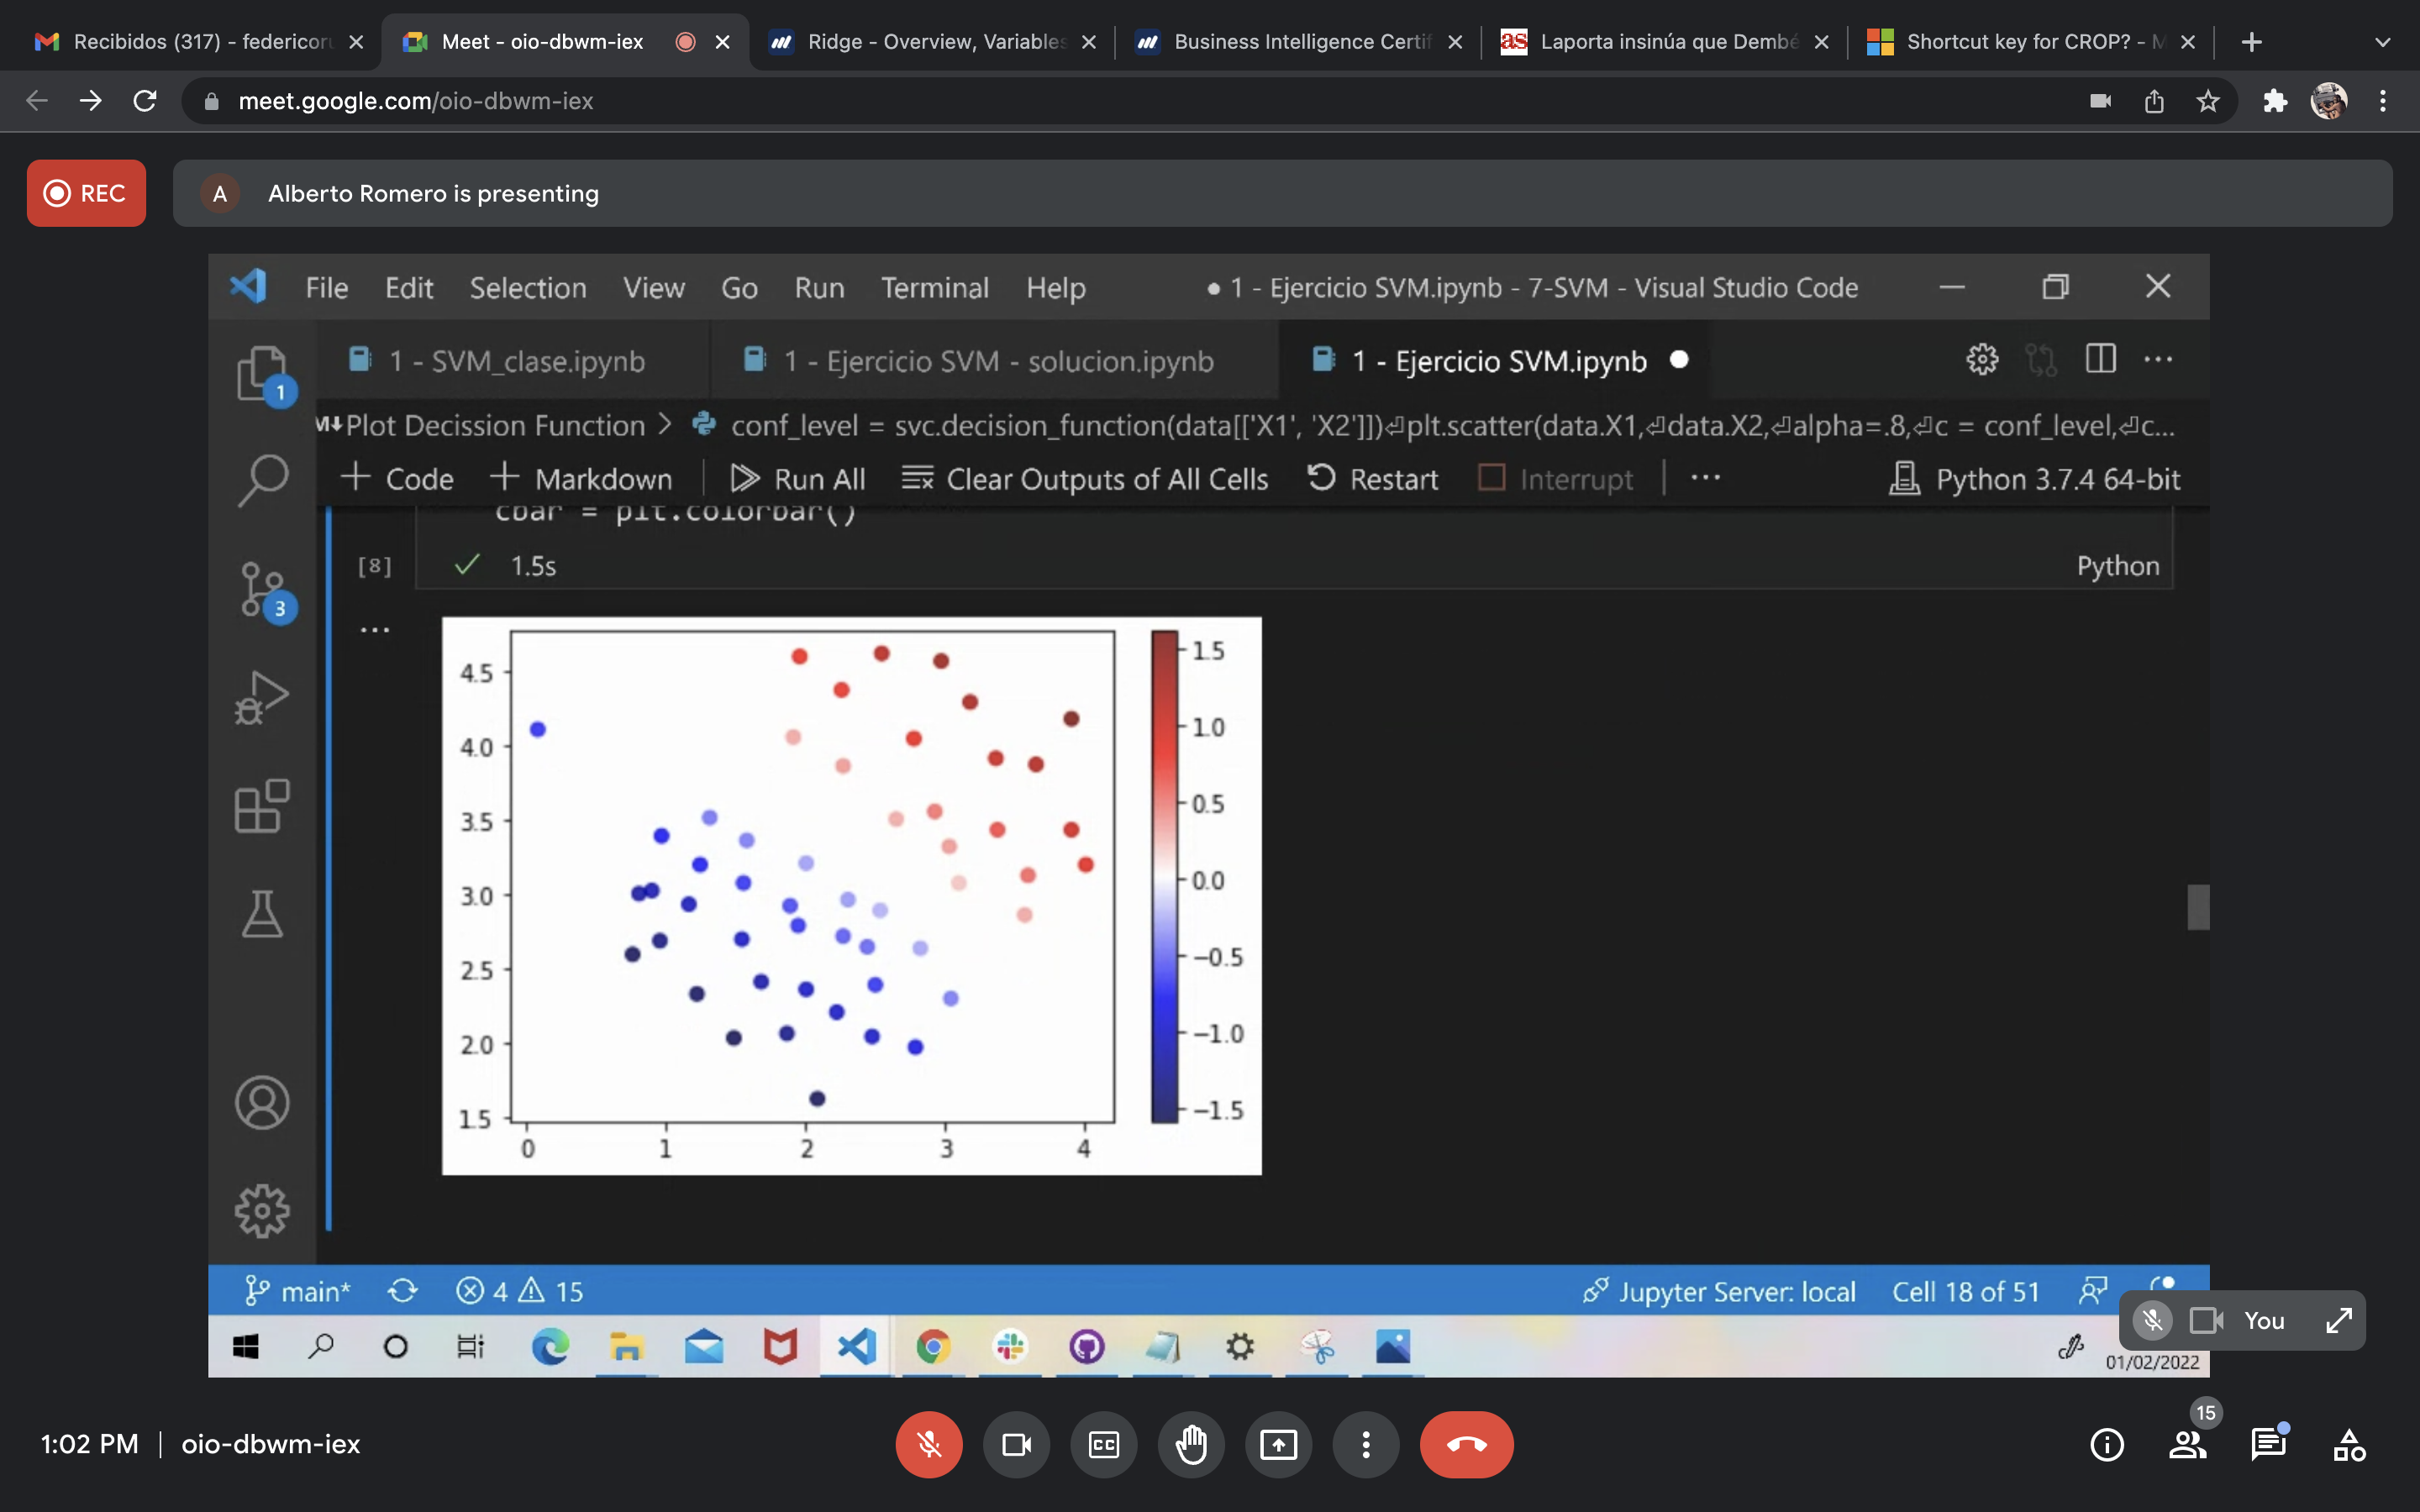 Recibidos (317) - federicor
Meet - oio-dbwm-iex
Ridge - Overview, Variables
Business Intelligence Certif
Laporta insinúa que Dembé
Shortcut key for CROP? - M
meet.google.com/oio-dbwm-iex
REC
A
Alberto Romero is presenting
File Edit Selection View Go Run Terminal Help
● 1 - Ejercicio SVM.ipynb - 7-SVM - Visual Studio Code
1 - SVM_clase.ipynb
1 - Ejercicio SVM - solucion.ipynb
1 - Ejercicio SVM.ipynb ●
1
M↓ Plot Decission Function > conf_level = svc.decision_function(data[['X1', 'X2']])⏎plt.scatter(data.X1,⏎data.X2,⏎alpha=.8,⏎c = conf_level,⏎c...
+ Code + Markdown Run All Clear Outputs of All Cells Restart Interrupt ... Python 3.7.4 64-bit
cbar = plt.colorbar()
[8] ✓ 1.5s Python
3
...
4.5
4.0
3.5
3.0
2.5
2.0
1.5
0 1 2 3 4
1.5
1.0
0.5
0.0
−0.5
−1.0
−1.5
main* 4 15 Jupyter Server: local Cell 18 of 51
You
01/02/2022
1:02 PM | oio-dbwm-iex
CC
15